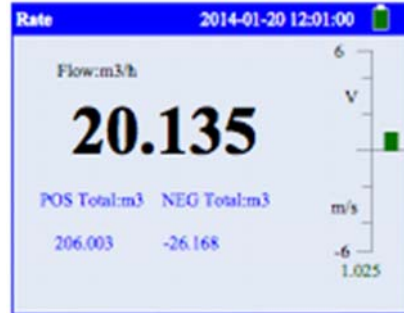 Rate 2014-01-20 12:01:00
6
Flow:m3/h
V
20.135
POS Total:m3 NEG Total:m3
m/s
206.003 -26.168
-6
1.025